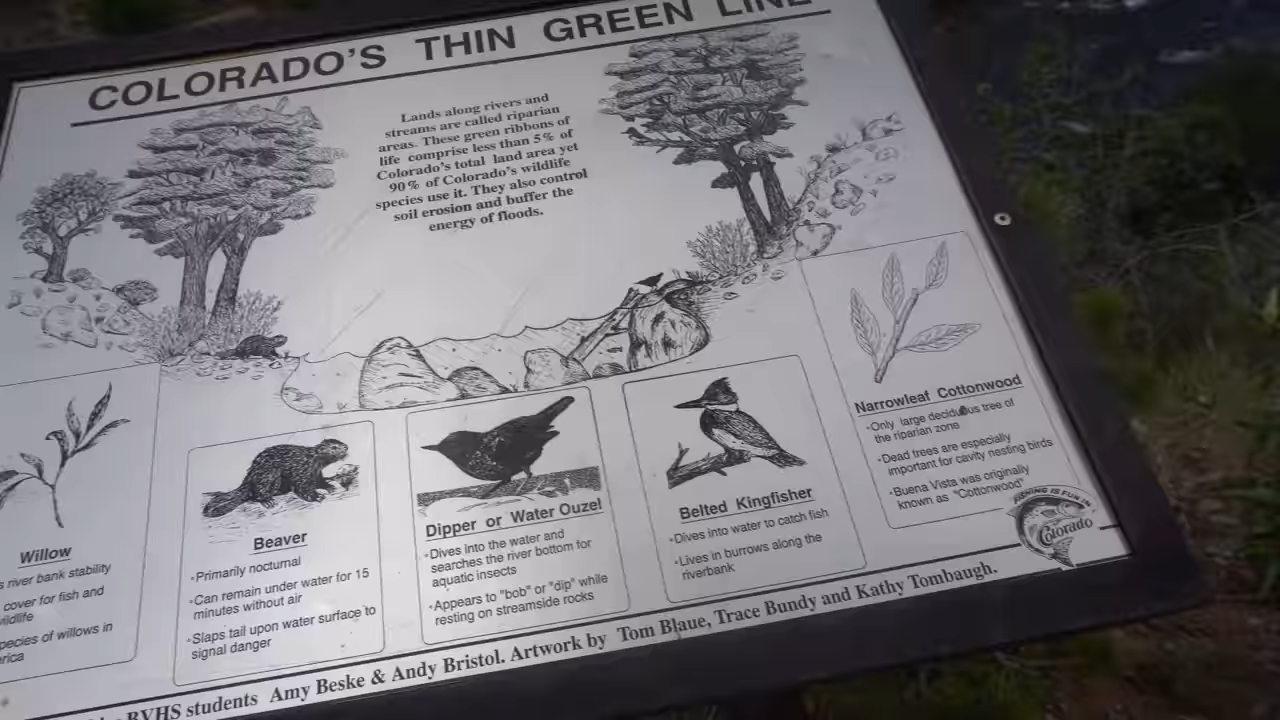 COLORADO'S THIN GREEN LINE
Lands along rivers and
streams are called riparian
areas. These green ribbons of
life comprise less than 5% of
Colorado's total land area yet
90% of Colorado's wildlife
species use it. They also control
soil erosion and buffer the
energy of floods.
Willow
river bank stability
cover for fish and
of willows in
Beaver
•Primarily nocturnal
•Can remain under water for 15
minutes without air
•Slaps tail upon water surface to
signal danger
Dipper or Water Ouzel
•Dives into the water and
searches the river bottom for
aquatic insects
•Appears to "bob" or "dip" while
resting on streamside rocks
Belted Kingfisher
•Dives into water to catch fish
•Lives in burrows along the
riverbank
Narrowleaf Cottonwood
•Only large deciduous tree of
the riparian zone
•Dead trees are especially
important for cavity nesting birds
•Buena Vista was originally
known as "Cottonwood"
FISHING IS FUN IN
Colorado
BVHS students Amy Beske & Andy Bristol. Artwork by Tom Blaue, Trace Bundy and Kathy Tombaugh.